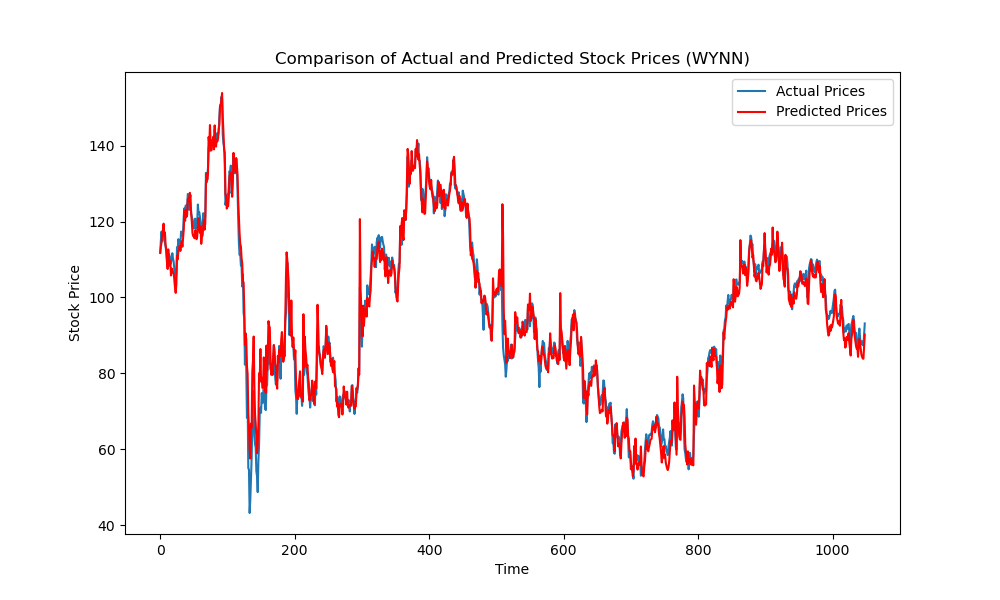 Comparison of Actual and Predicted Stock Prices (WYNN)
Actual Prices
Predicted Prices
140
120
100
80
60
40
Stock Price
0 200 400 600 800 1000
Time